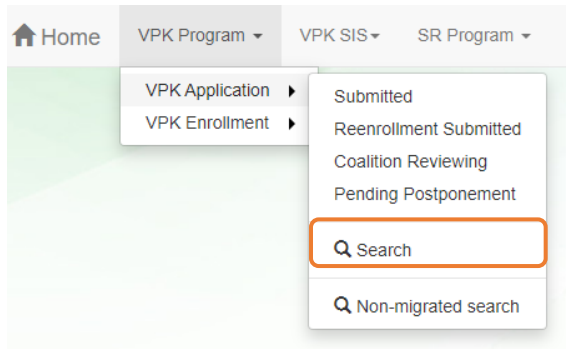 Home VPK Program VPK SIS SR Program
VPK Application
VPK Enrollment
Submitted
Reenrollment Submitted
Coalition Reviewing
Pending Postponement
Search
Non-migrated search